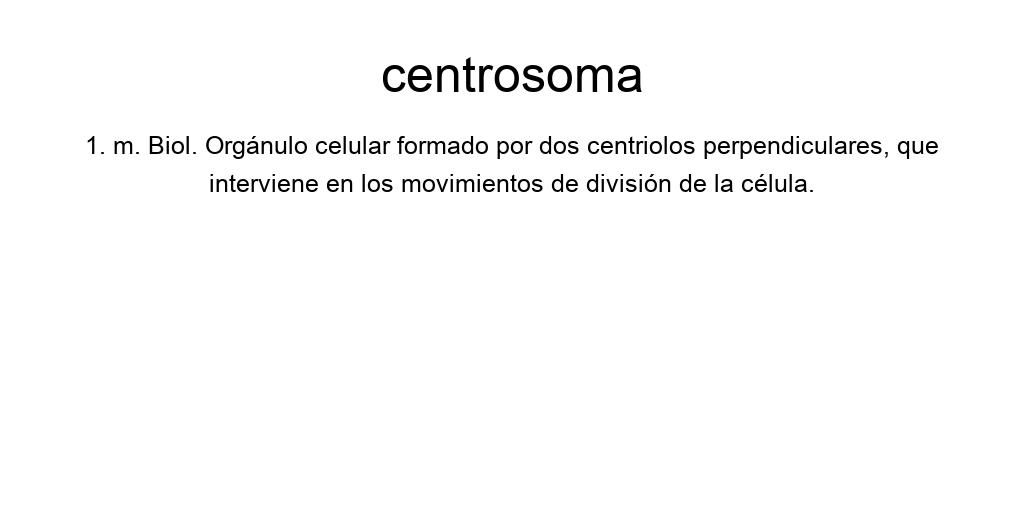 centrosoma
1. m. Biol. Orgánulo celular formado por dos centriolos perpendiculares, que
interviene en los movimientos de división de la célula.